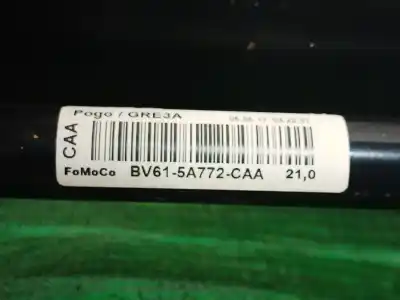 Pogo / GRE3A
CAA
FoMoCo BV61-5A772-CAA 21,0